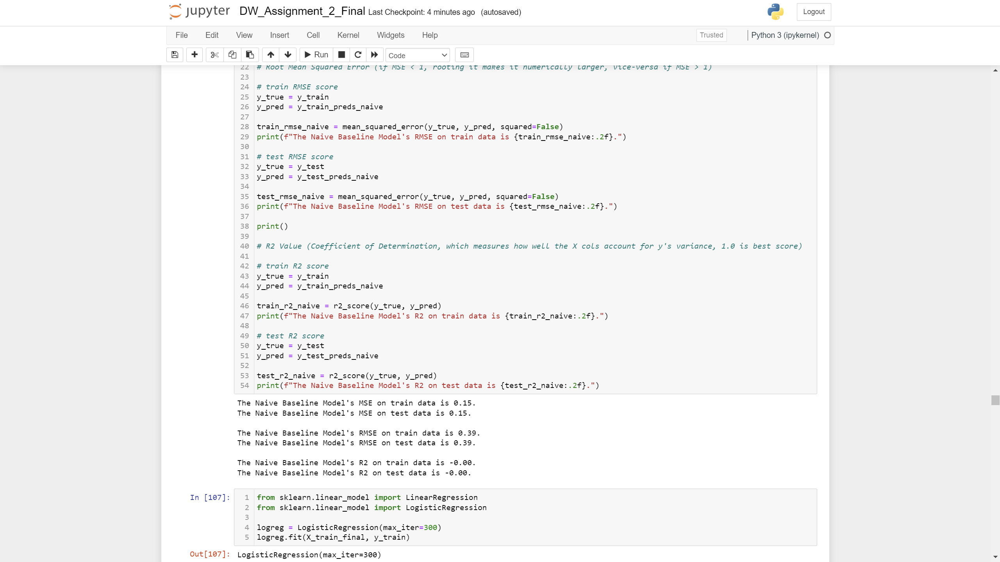 jupyter DW_Assignment_2_Final Last Checkpoint: 4 minutes ago (autosaved) Logout
File Edit View Insert Cell Kernel Widgets Help Trusted Python 3 (ipykernel)
Run Code
22 # Root Mean Squared Error (if MSE < 1, rooting it makes it numerically larger, vice-versa if MSE > 1)
23
24 # train RMSE score
25 y_true = y_train
26 y_pred = y_train_preds_naive
27
28 train_rmse_naive = mean_squared_error(y_true, y_pred, squared=False)
29 print(f"The Naive Baseline Model's RMSE on train data is {train_rmse_naive:.2f}.")
30
31 # test RMSE score
32 y_true = y_test
33 y_pred = y_test_preds_naive
34
35 test_rmse_naive = mean_squared_error(y_true, y_pred, squared=False)
36 print(f"The Naive Baseline Model's RMSE on test data is {test_rmse_naive:.2f}.")
37
38 print()
39
40 # R2 Value (Coefficient of Determination, which measures how well the X cols account for y's variance, 1.0 is best score)
41
42 # train R2 score
43 y_true = y_train
44 y_pred = y_train_preds_naive
45
46 train_r2_naive = r2_score(y_true, y_pred)
47 print(f"The Naive Baseline Model's R2 on train data is {train_r2_naive:.2f}.")
48
49 # test R2 score
50 y_true = y_test
51 y_pred = y_test_preds_naive
52
53 test_r2_naive = r2_score(y_true, y_pred)
54 print(f"The Naive Baseline Model's R2 on test data is {test_r2_naive:.2f}.")
The Naive Baseline Model's MSE on train data is 0.15.
The Naive Baseline Model's MSE on test data is 0.15.
The Naive Baseline Model's RMSE on train data is 0.39.
The Naive Baseline Model's RMSE on test data is 0.39.
The Naive Baseline Model's R2 on train data is -0.00.
The Naive Baseline Model's R2 on test data is -0.00.
In [107]: 1 from sklearn.linear_model import LinearRegression
2 from sklearn.linear_model import LogisticRegression
3
4 logreg = LogisticRegression(max_iter=300)
5 logreg.fit(X_train_final, y_train)
Out[107]: LogisticRegression(max_iter=300)